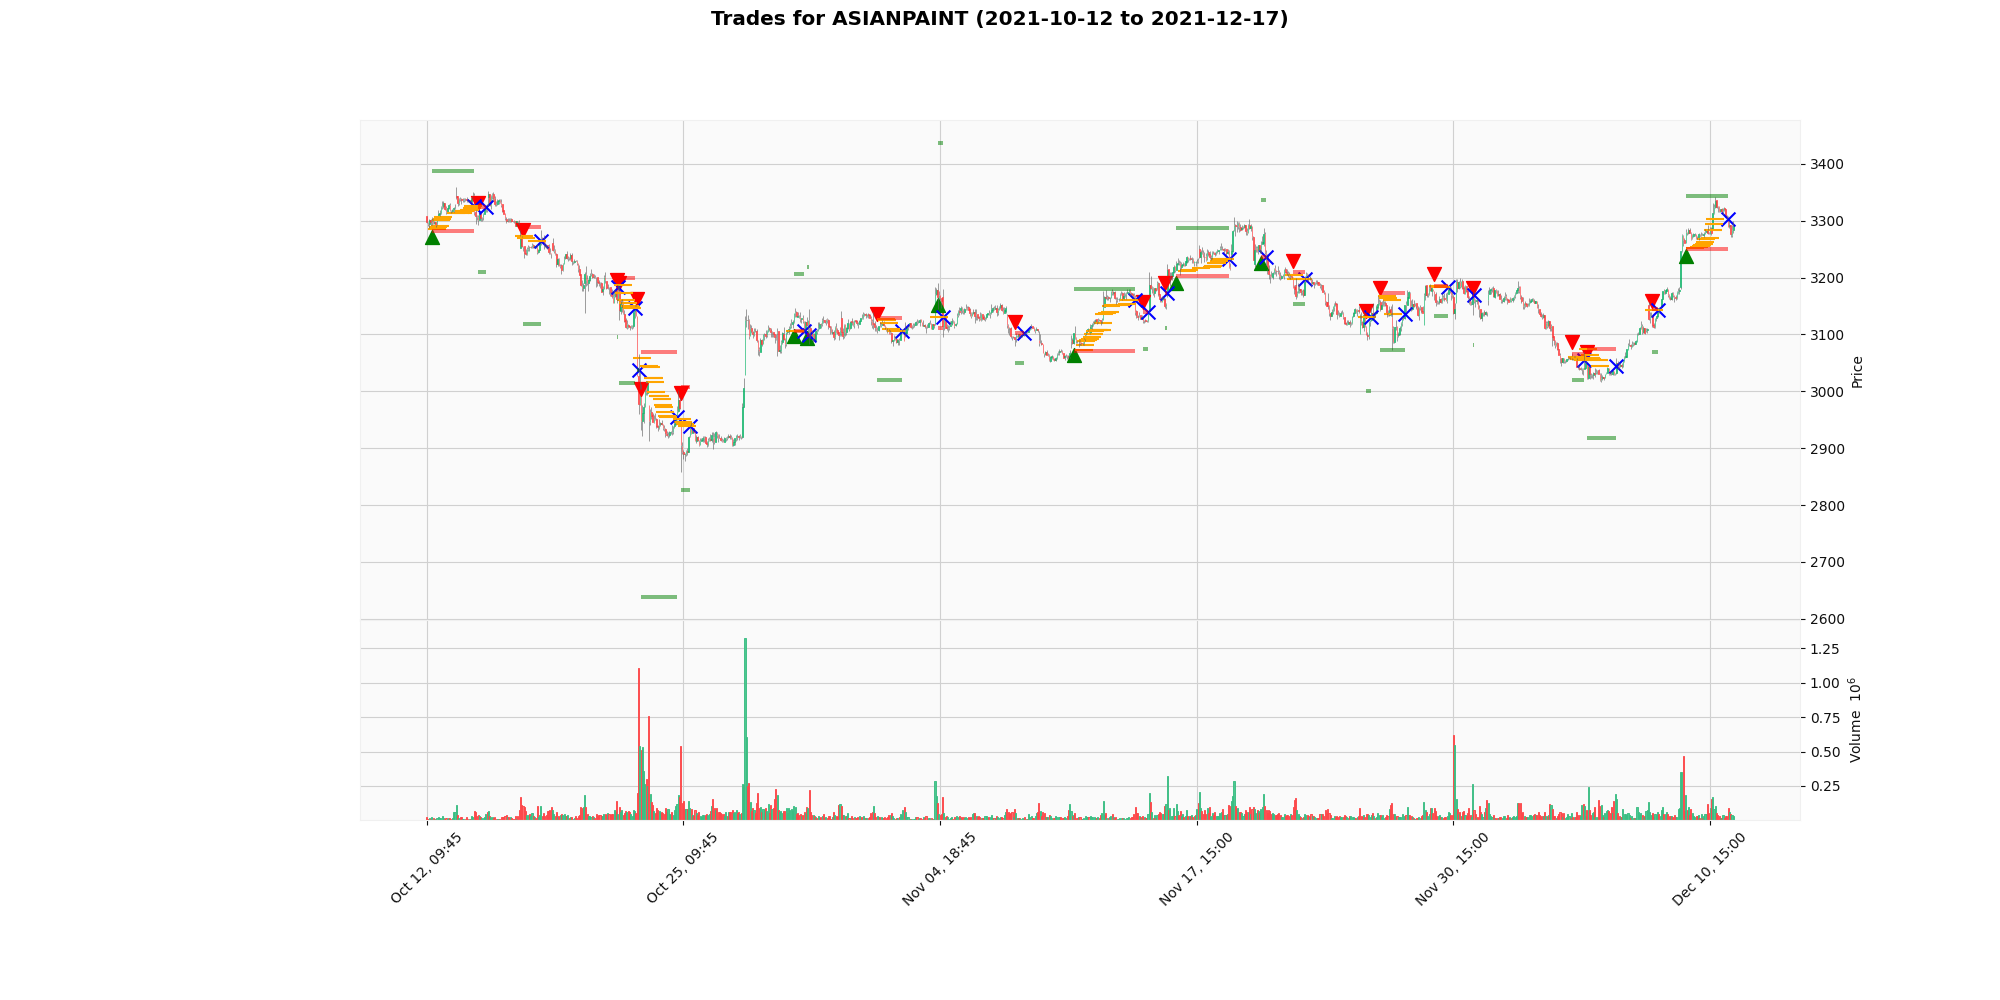 Trades for ASIANPAINT (2021-10-12 to 2021-12-17)
3400
3300
3200
3100
3000
2900
2800
2700
2600
Price
1.25
1.00
0.75
0.50
0.25
Volume 10⁶
Oct 12, 09:45
Oct 25, 09:45
Nov 04, 18:45
Nov 17, 15:00
Nov 30, 15:00
Dec 10, 15:00